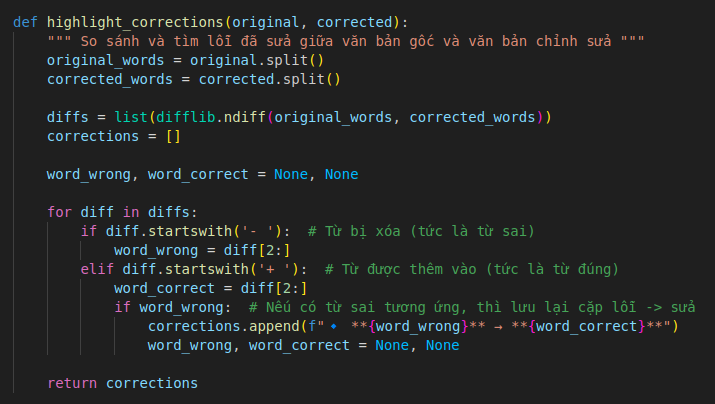 def highlight_corrections(original, corrected):
    """ So sánh và tìm lỗi đã sửa giữa văn bản gốc và văn bản chỉnh sửa """
    original_words = original.split()
    corrected_words = corrected.split()

    diffs = list(difflib.ndiff(original_words, corrected_words))
    corrections = []

    word_wrong, word_correct = None, None

    for diff in diffs:
        if diff.startswith('- '):  # Từ bị xóa (tức là từ sai)
            word_wrong = diff[2:]
        elif diff.startswith('+ '):  # Từ được thêm vào (tức là từ đúng)
            word_correct = diff[2:]
            if word_wrong:  # Nếu có từ sai tương ứng, thì lưu lại cặp lỗi -> sửa
                corrections.append(f"🔹 **{word_wrong}** → **{word_correct}**")
                word_wrong, word_correct = None, None

    return corrections